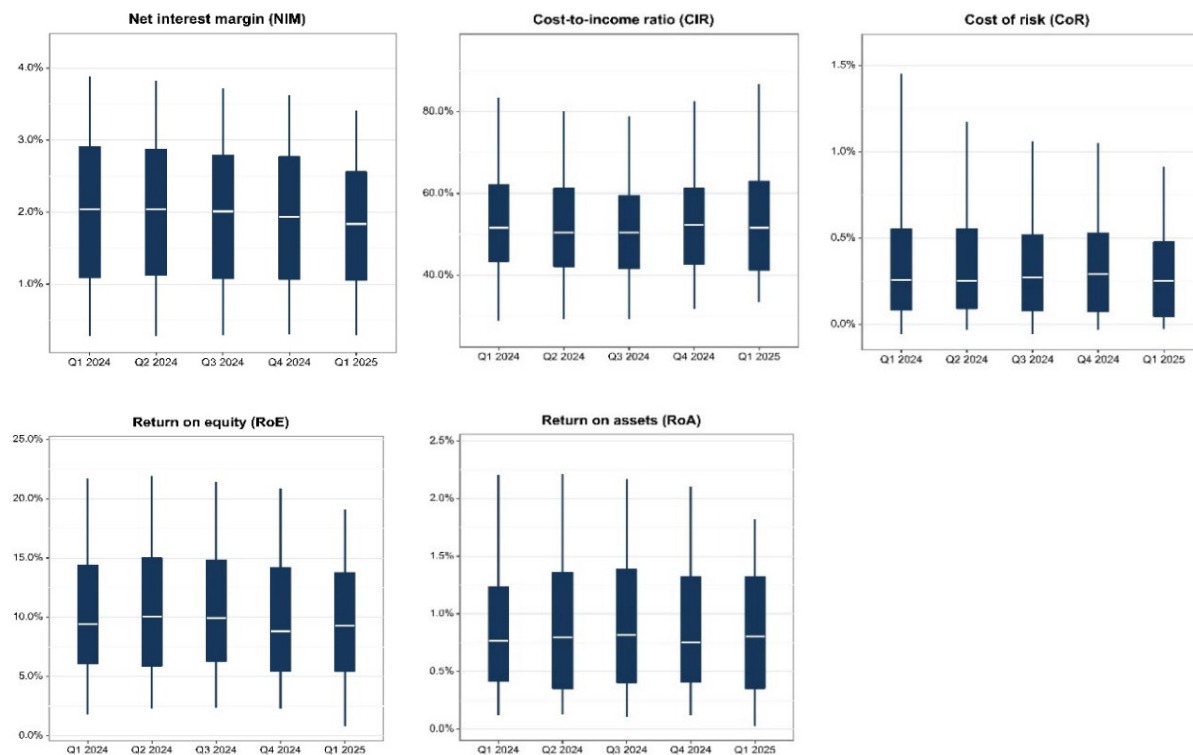 Net interest margin (NIM)
4.0%
3.0%
2.0%
1.0%
Q1 2024 Q2 2024 Q3 2024 Q4 2024 Q1 2025
Cost-to-income ratio (CIR)
80.0%
60.0%
40.0%
Q1 2024 Q2 2024 Q3 2024 Q4 2024 Q1 2025
Cost of risk (CoR)
1.5%
1.0%
0.5%
0.0%
Q1 2024 Q2 2024 Q3 2024 Q4 2024 Q1 2025
Return on equity (RoE)
25.0%
20.0%
15.0%
10.0%
5.0%
0.0%
Q1 2024 Q2 2024 Q3 2024 Q4 2024 Q1 2025
Return on assets (RoA)
2.5%
2.0%
1.5%
1.0%
0.5%
0.0%
Q1 2024 Q2 2024 Q3 2024 Q4 2024 Q1 2025